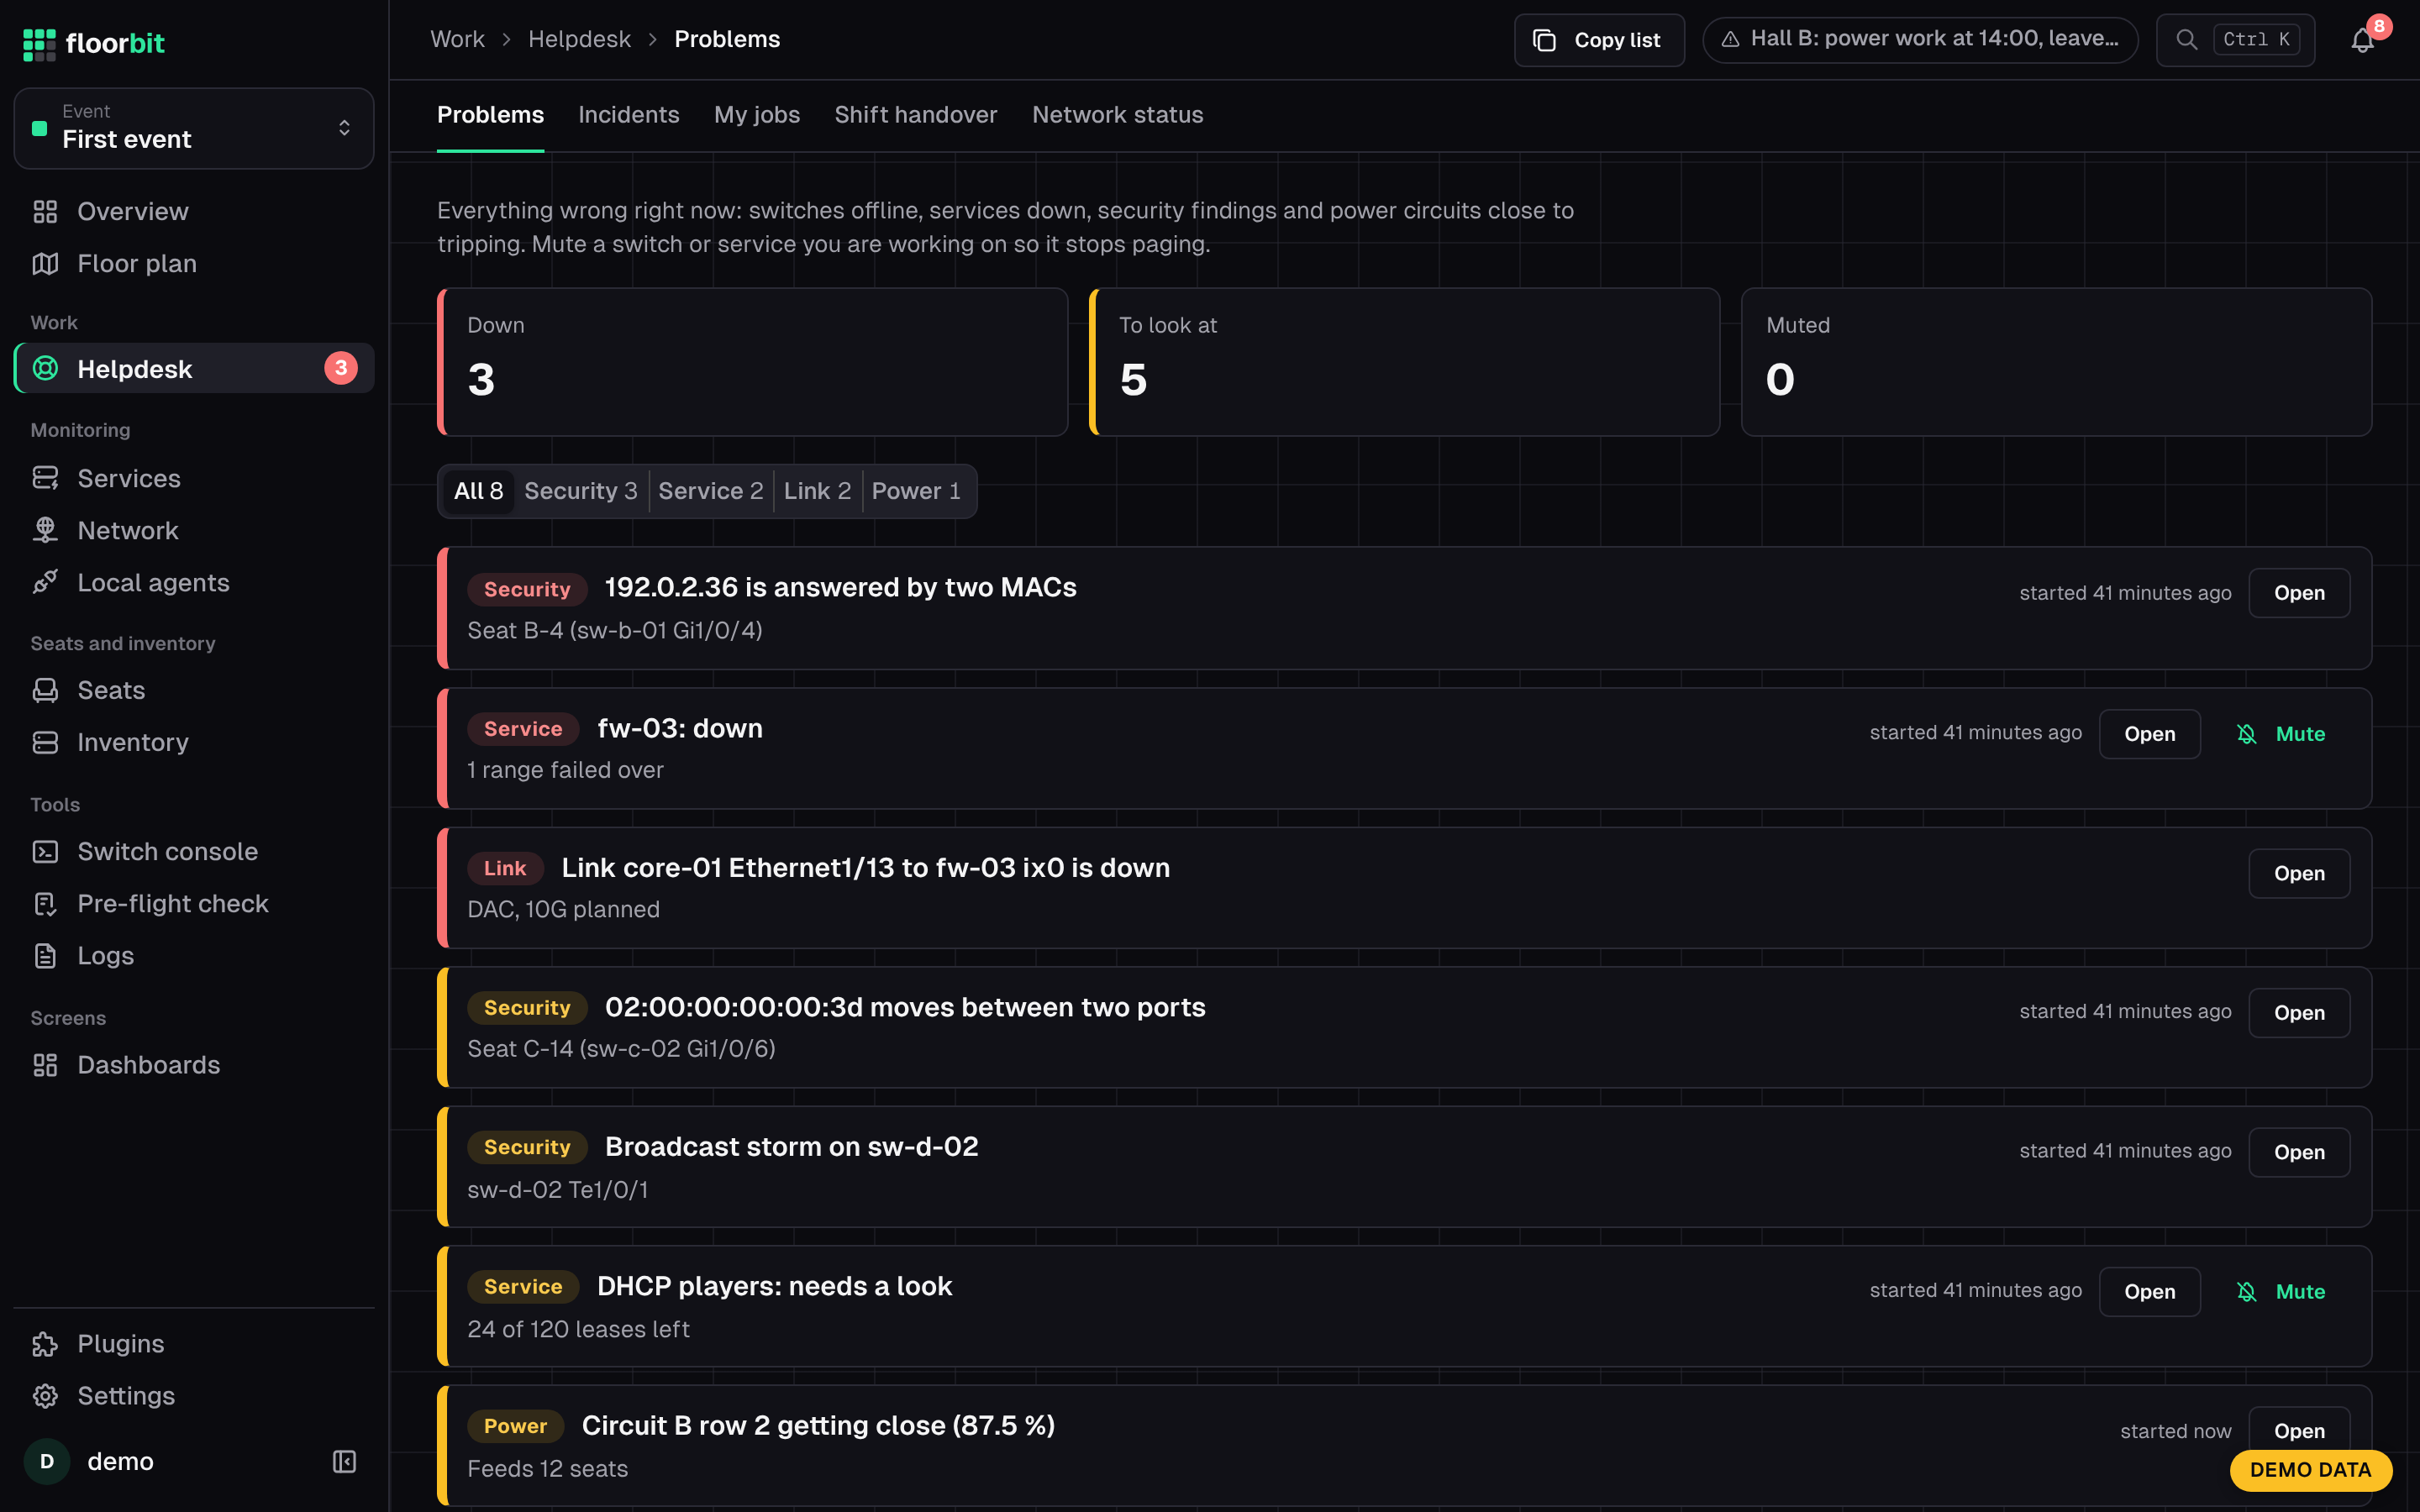 floorbit
Event
First event
Overview
Floor plan
Work
Helpdesk 3
Monitoring
Services
Network
Local agents
Seats and inventory
Seats
Inventory
Tools
Switch console
Pre-flight check
Logs
Screens
Dashboards
Plugins
Settings
D demo
Work > Helpdesk > Problems
Copy list
Hall B: power work at 14:00, leave...
Ctrl K
8
Problems Incidents My jobs Shift handover Network status
Everything wrong right now: switches offline, services down, security findings and power circuits close to
tripping. Mute a switch or service you are working on so it stops paging.
Down
3
To look at
5
Muted
0
All 8 Security 3 Service 2 Link 2 Power 1
Security 192.0.2.36 is answered by two MACs started 41 minutes ago Open
Seat B-4 (sw-b-01 Gi1/0/4)
Service fw-03: down started 41 minutes ago Open Mute
1 range failed over
Link Link core-01 Ethernet1/13 to fw-03 ix0 is down Open
DAC, 10G planned
Security 02:00:00:00:00:3d moves between two ports started 41 minutes ago Open
Seat C-14 (sw-c-02 Gi1/0/6)
Security Broadcast storm on sw-d-02 started 41 minutes ago Open
sw-d-02 Te1/0/1
Service DHCP players: needs a look started 41 minutes ago Open Mute
24 of 120 leases left
Power Circuit B row 2 getting close (87.5 %) started now Open
Feeds 12 seats
DEMO DATA